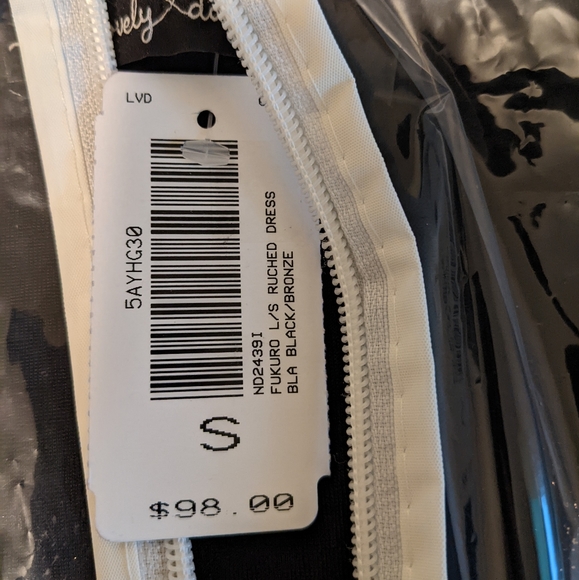 LVD
5AYHG30
ND2439I
FUKURO L/S RUCHED DRESS
BLA BLACK/BRONZE
S
$98.00